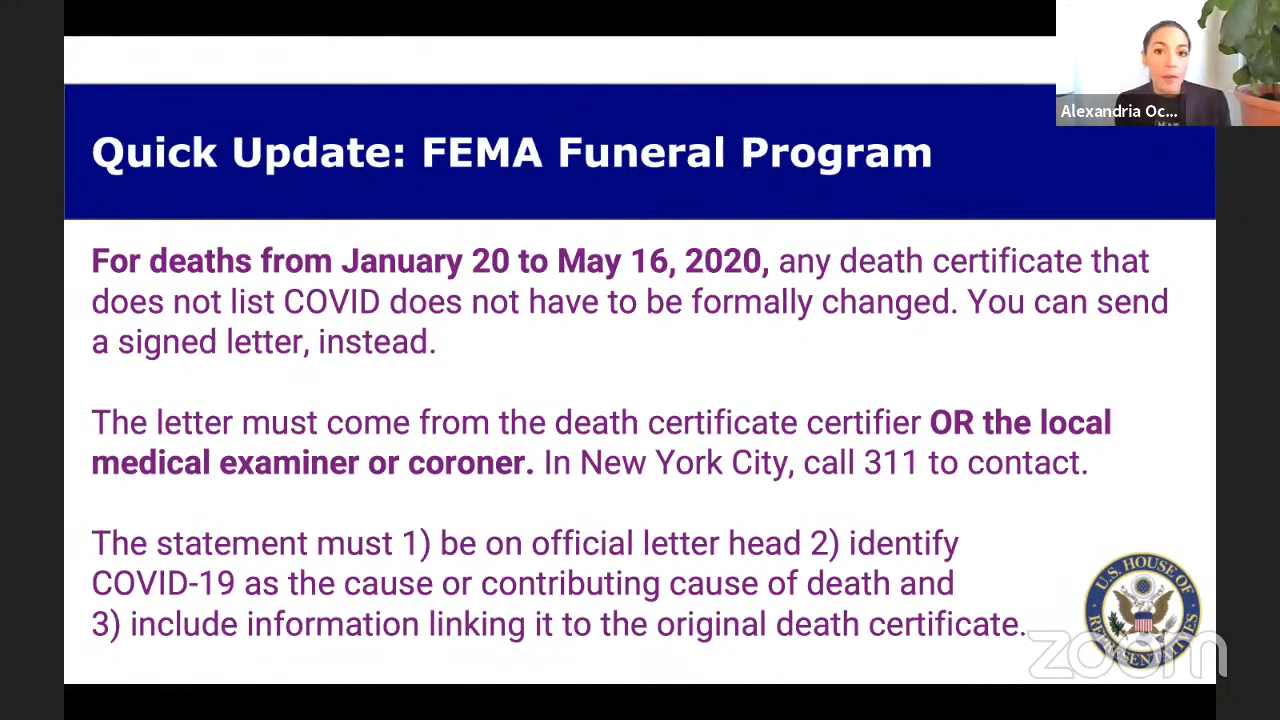 Alexandria Oc...
Quick Update: FEMA Funeral Program
For deaths from January 20 to May 16, 2020, any death certificate that
does not list COVID does not have to be formally changed. You can send
a signed letter, instead.
The letter must come from the death certificate certifier OR the local
medical examiner or coroner. In New York City, call 311 to contact.
The statement must 1) be on official letter head 2) identify
COVID-19 as the cause or contributing cause of death and
3) include information linking it to the original death certificate.
U.S. HOUSE OF
REPRESENTATIVES
zoom